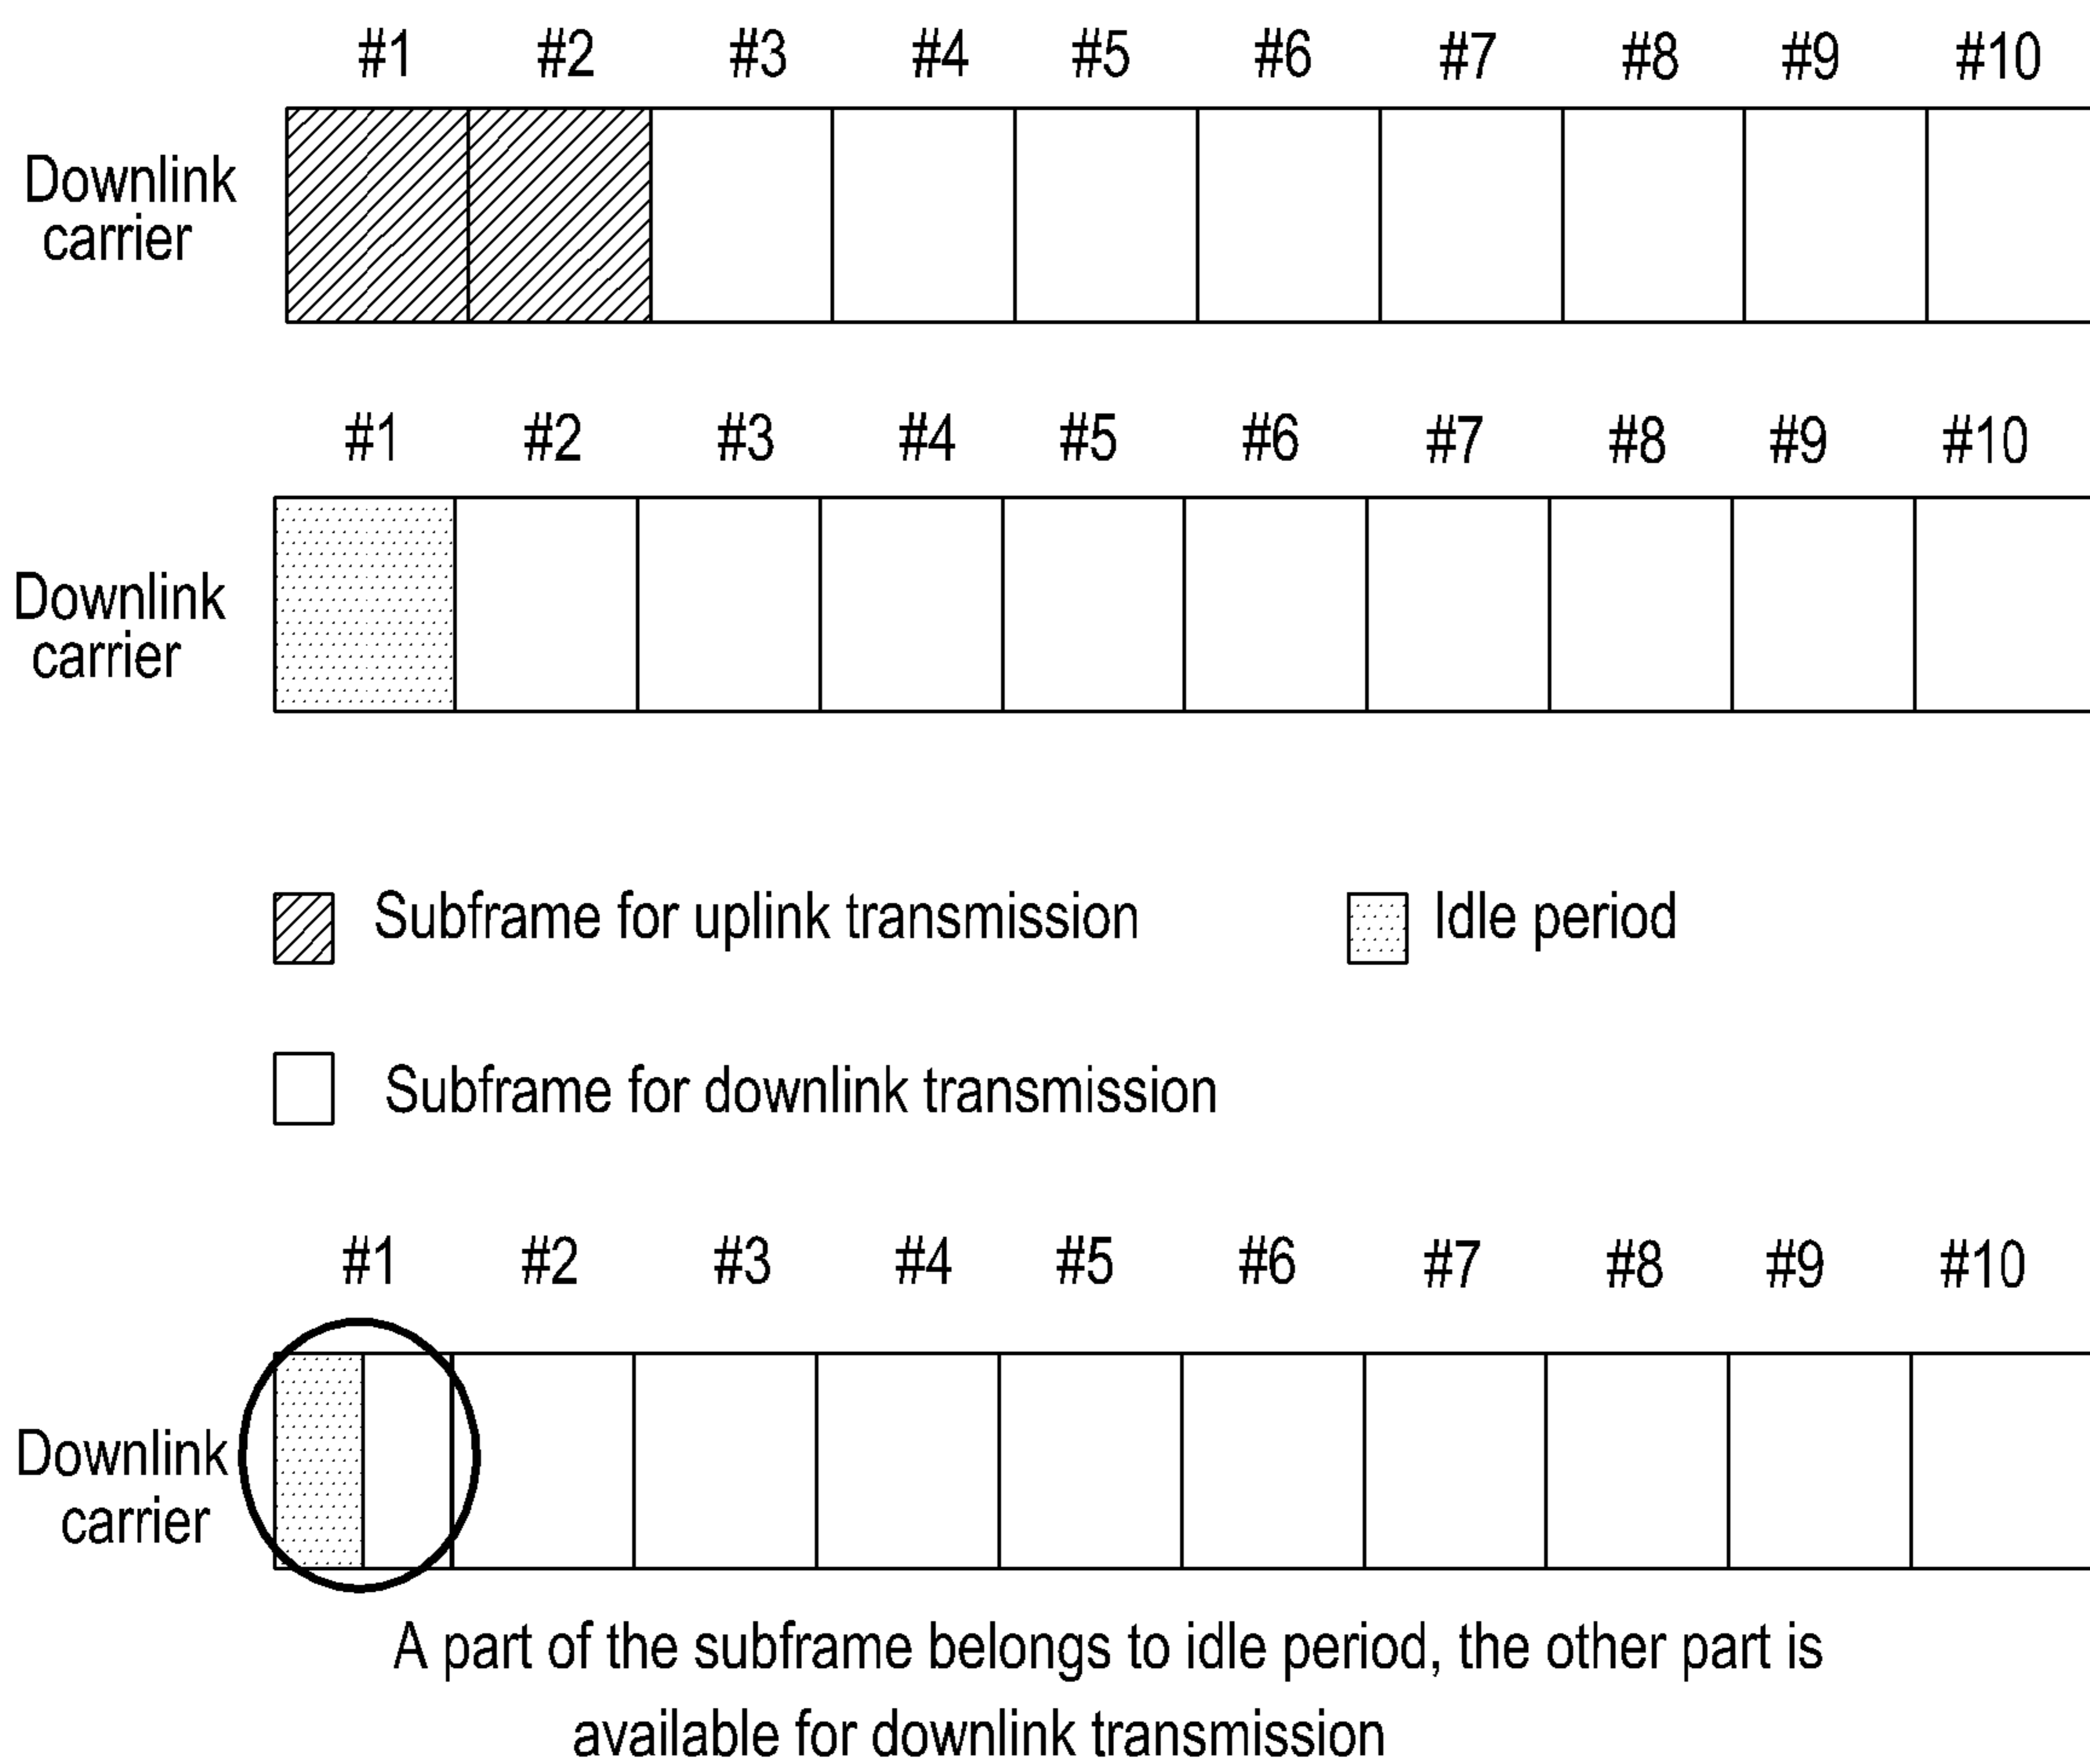 #1 #2 #3 #4 #5 #6 #7 #8 #9 #10
Downlink
carrier
#1 #2 #3 #4 #5 #6 #7 #8 #9 #10
Downlink
carrier
Subframe for uplink transmission
Idle period
Subframe for downlink transmission
#1 #2 #3 #4 #5 #6 #7 #8 #9 #10
Downlink
carrier
A part of the subframe belongs to idle period, the other part is
available for downlink transmission